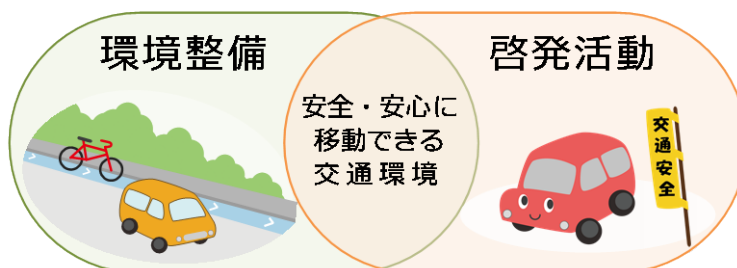 環境整備
啓発活動
安全・安心に
移動できる
交通環境
交通安全